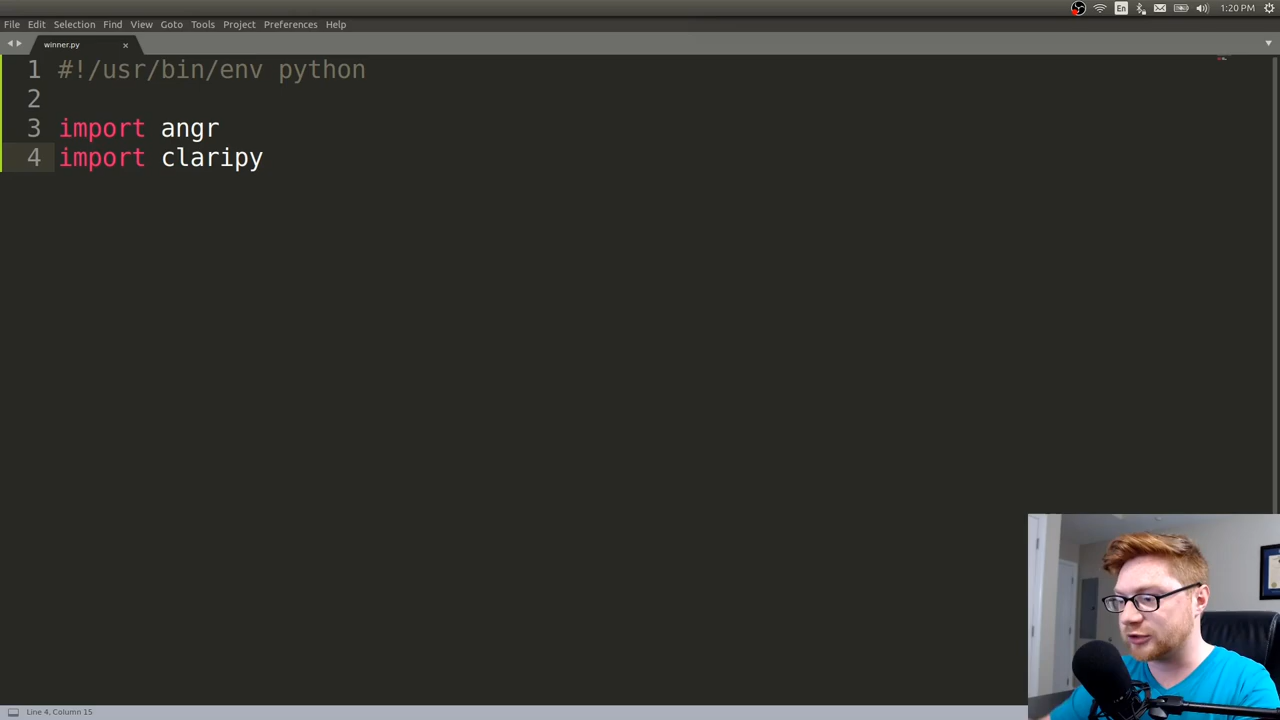 En 1:20 PM
File Edit Selection Find View Goto Tools Project Preferences Help
winner.py ×
1 #!/usr/bin/env python
2
3 import angr
4 import claripy
Line 4, Column 15